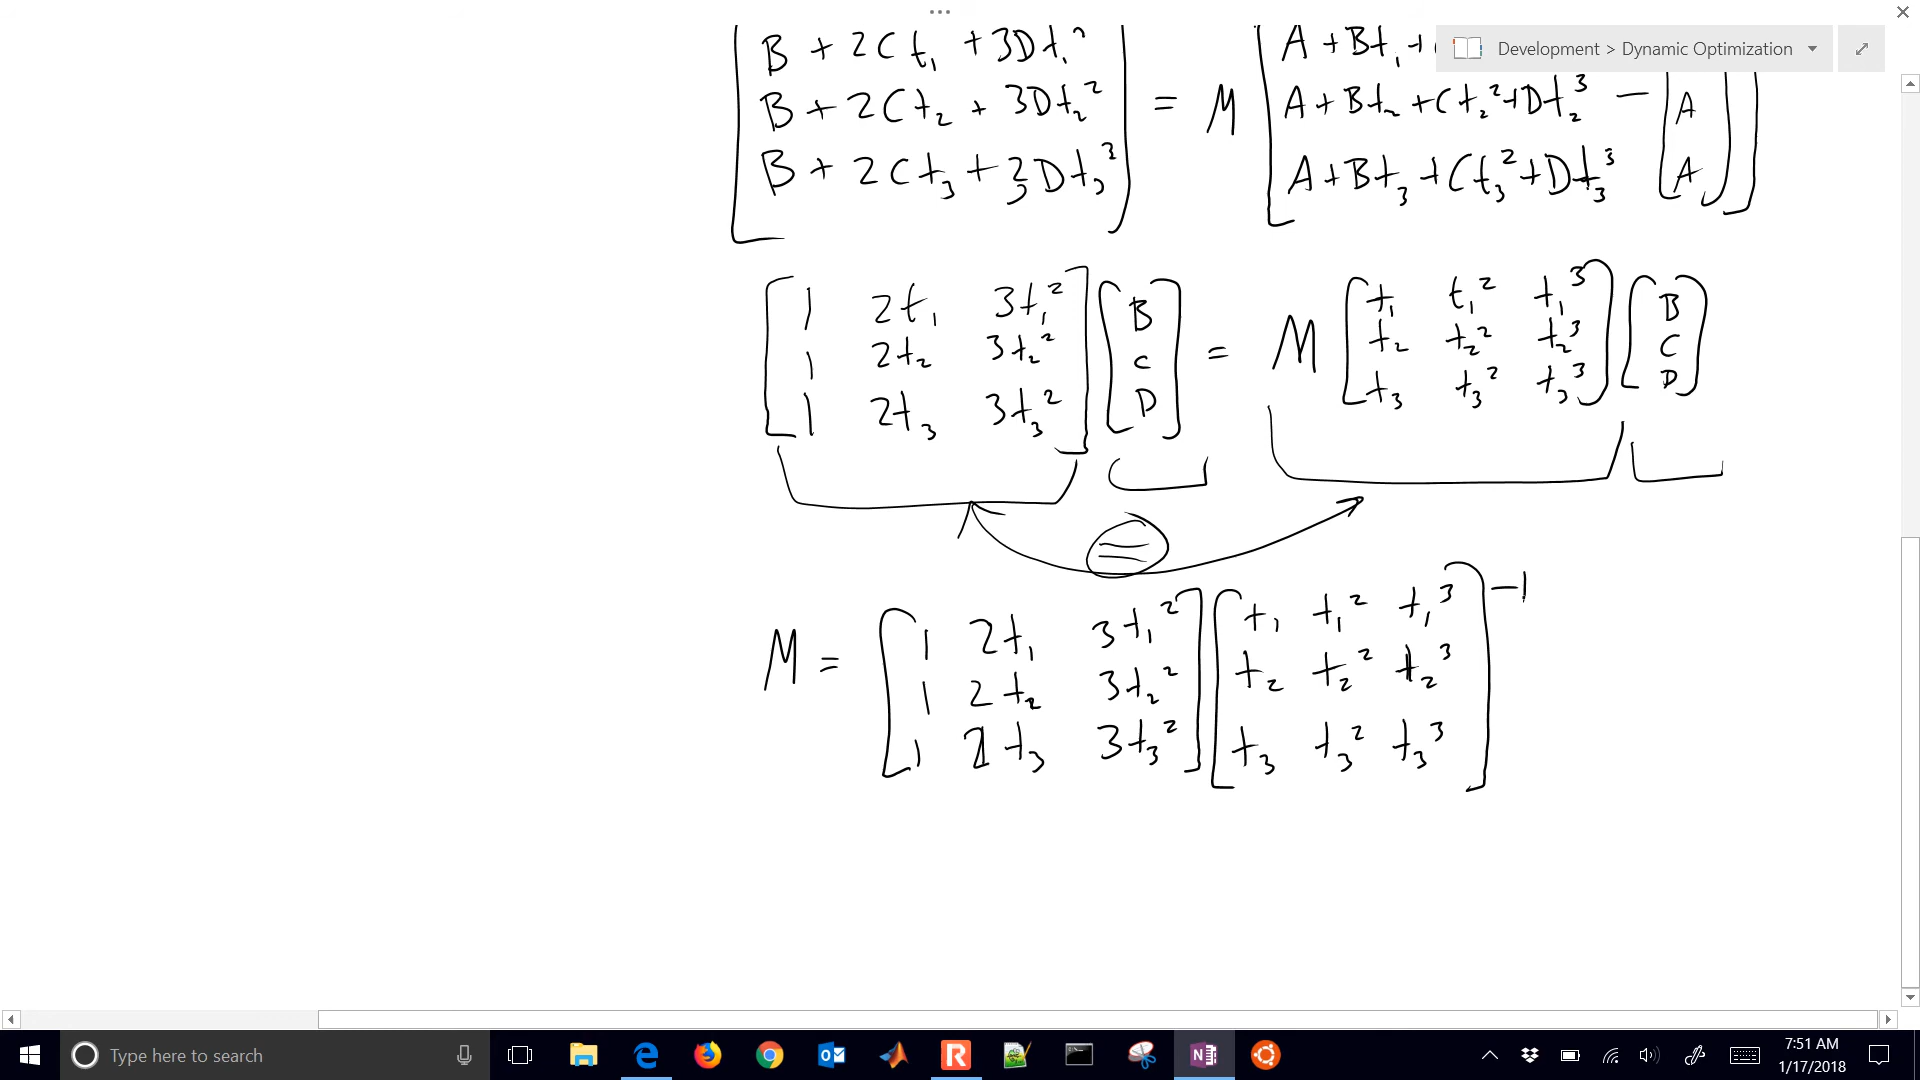 Development > Dynamic Optimization
B + 2Ct₁ + 3Dt₁² A + Bt₁ +
B + 2Ct₂ + 3Dt₂² = M A + Bt₂ + Ct₂² + Dt₂³ − A
B + 2Ct₃ + 3Dt₃² A + Bt₃ + Ct₃² + Dt₃³ A
1 2t₁ 3t₁² B t₁ t₁² t₁³ B
1 2t₂ 3t₂² C = M t₂ t₂² t₂³ C
1 2t₃ 3t₃² D t₃ t₃² t₃³ D
=
1 2t₁ 3t₁² t₁ t₁² t₁³ −1
M = 1 2t₂ 3t₂² t₂ t₂² t₂³
1 2t₃ 3t₃² t₃ t₃² t₃³
Type here to search
7:51 AM
1/17/2018